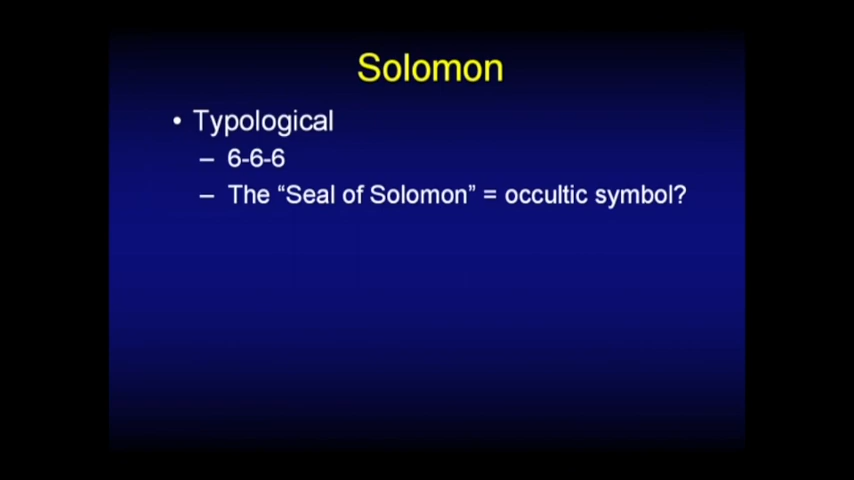 Solomon
• Typological
– 6-6-6
– The “Seal of Solomon” = occultic symbol?